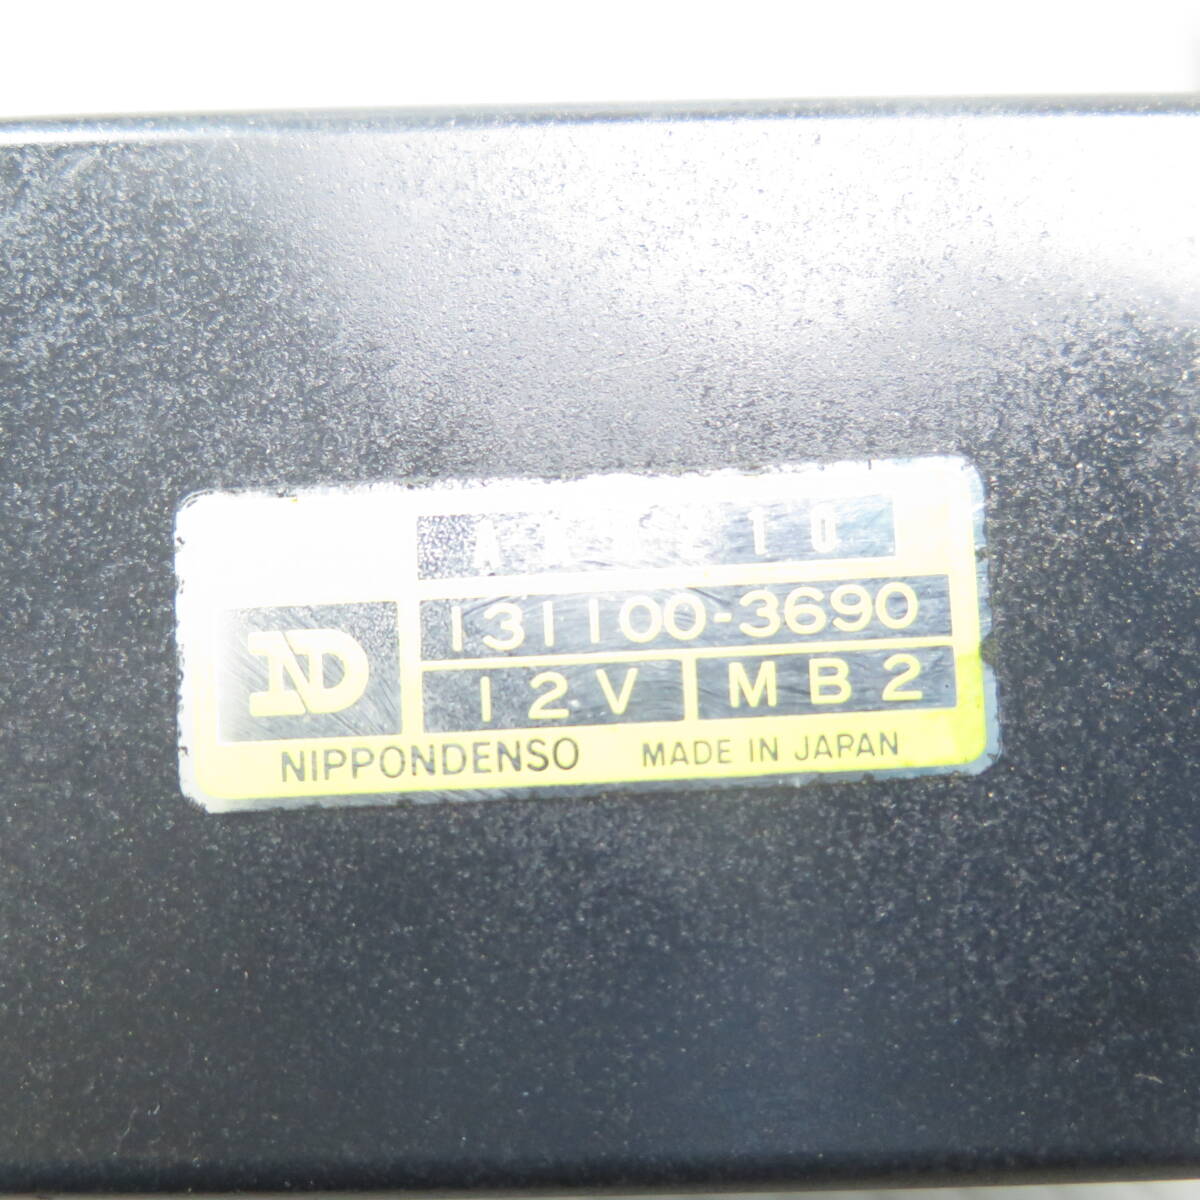 131100-3690
ND
12V MB2
NIPPONDENSO MADE IN JAPAN